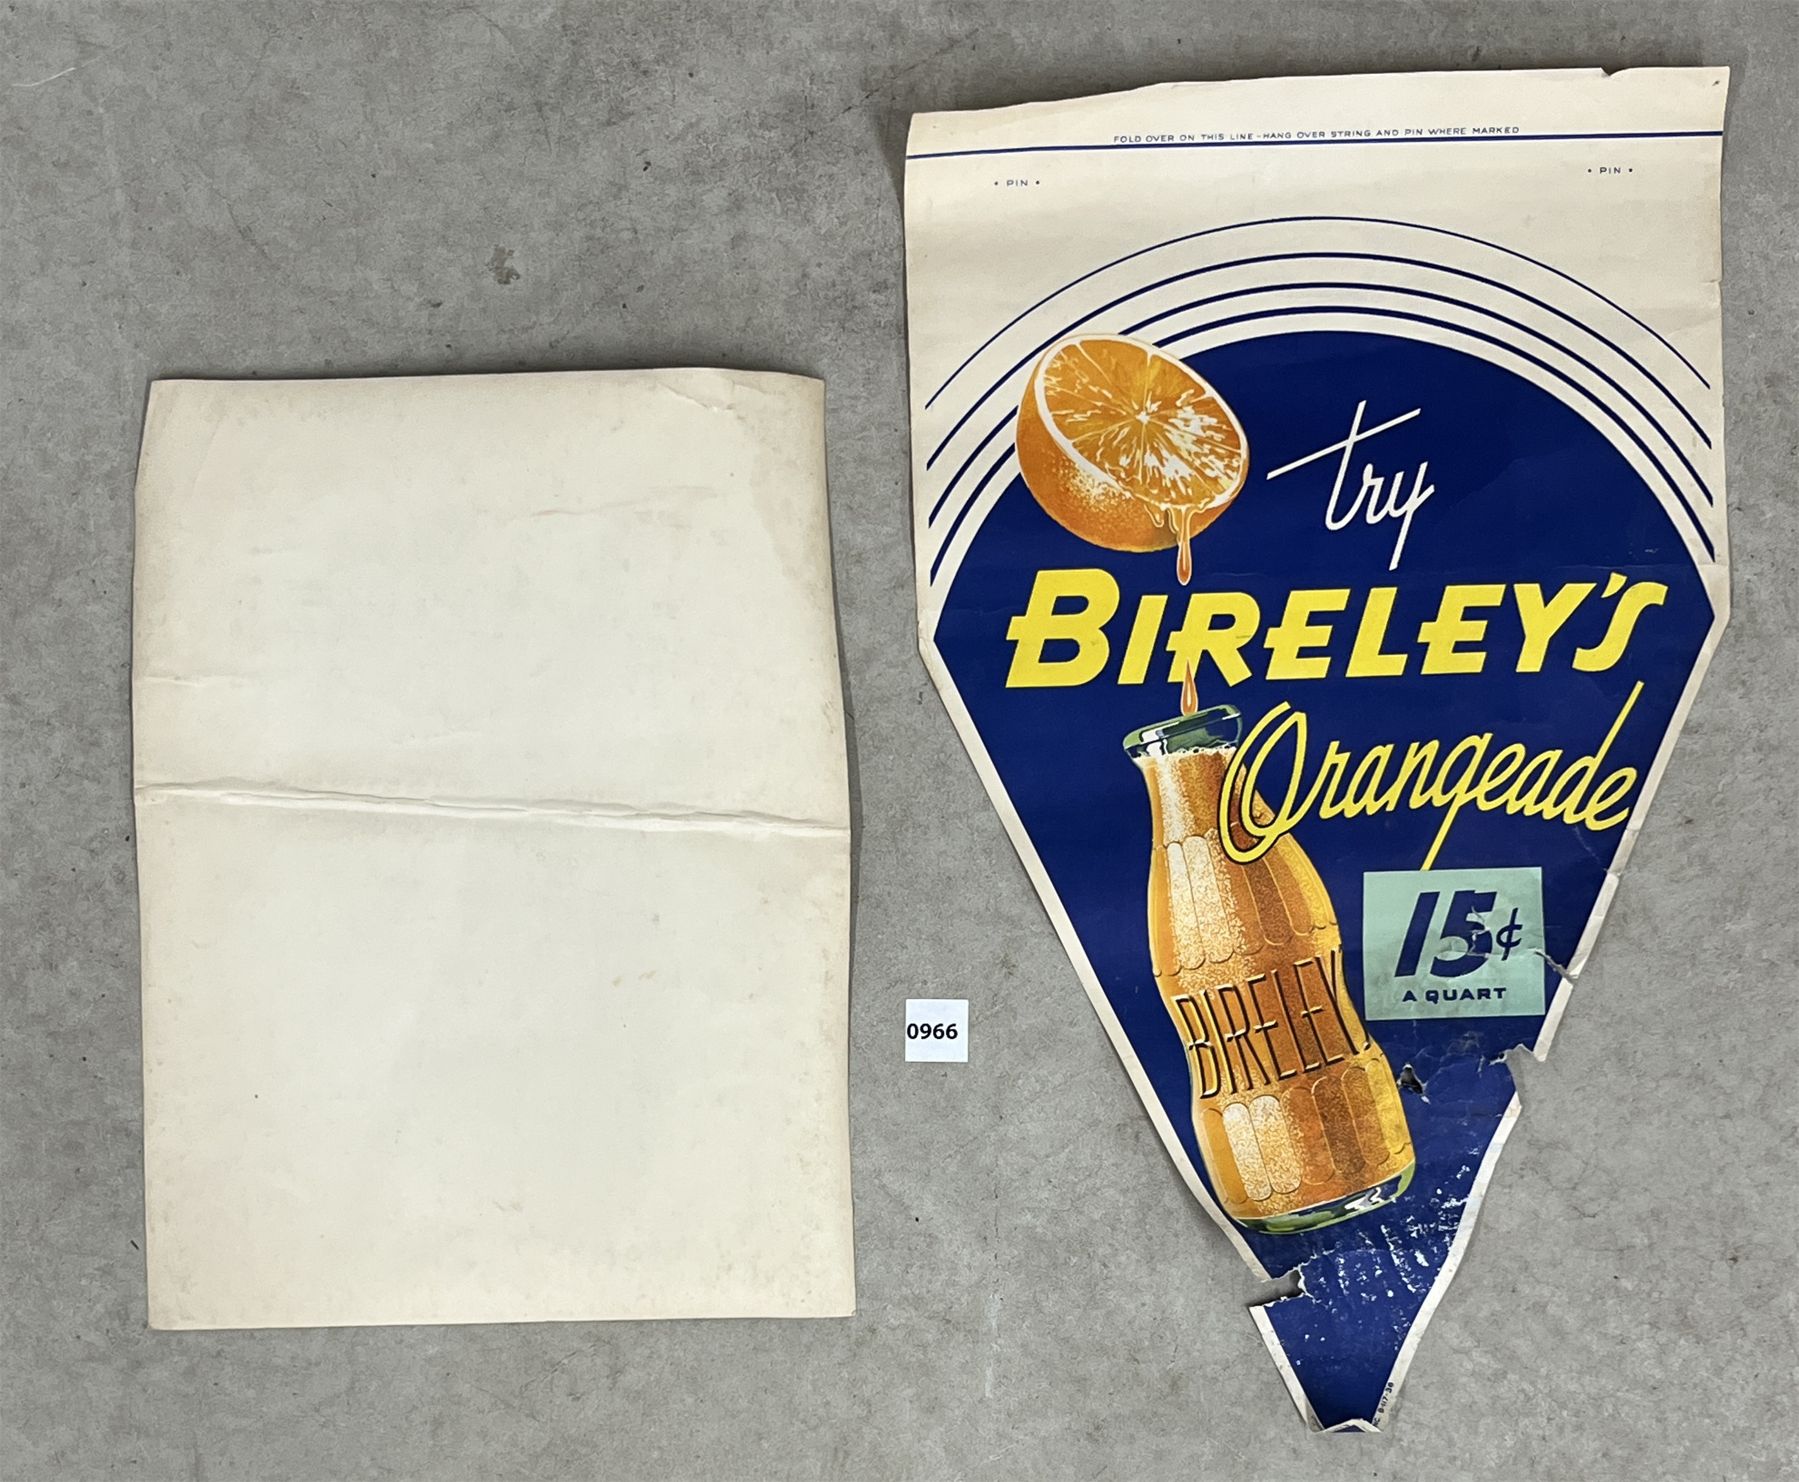 FOLD OVER ON THIS LINE-HANG OVER STRING AND PIN WHERE MARKED
• PIN •
• PIN •
try
BIRELEY'S
Orangeade
15¢
A QUART
BIRELEY'S
0966